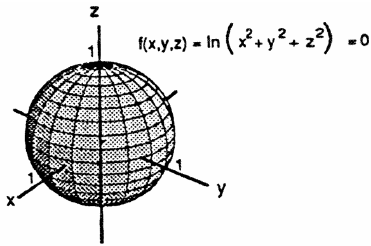 z
f(x,y,z) = ln ( x² + y² + z² ) = 0
1
1
1
x
y